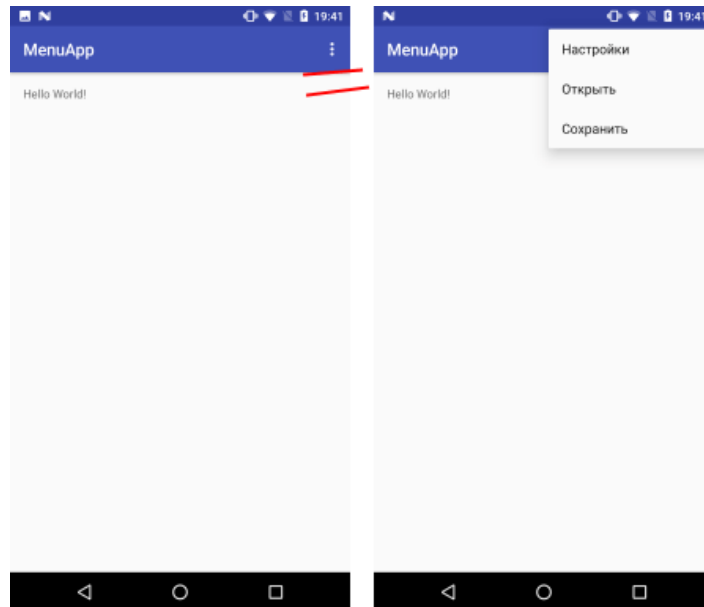 19:41
MenuApp
Hello World!
19:41
MenuApp
Настройки
Hello World!
Открыть
Сохранить